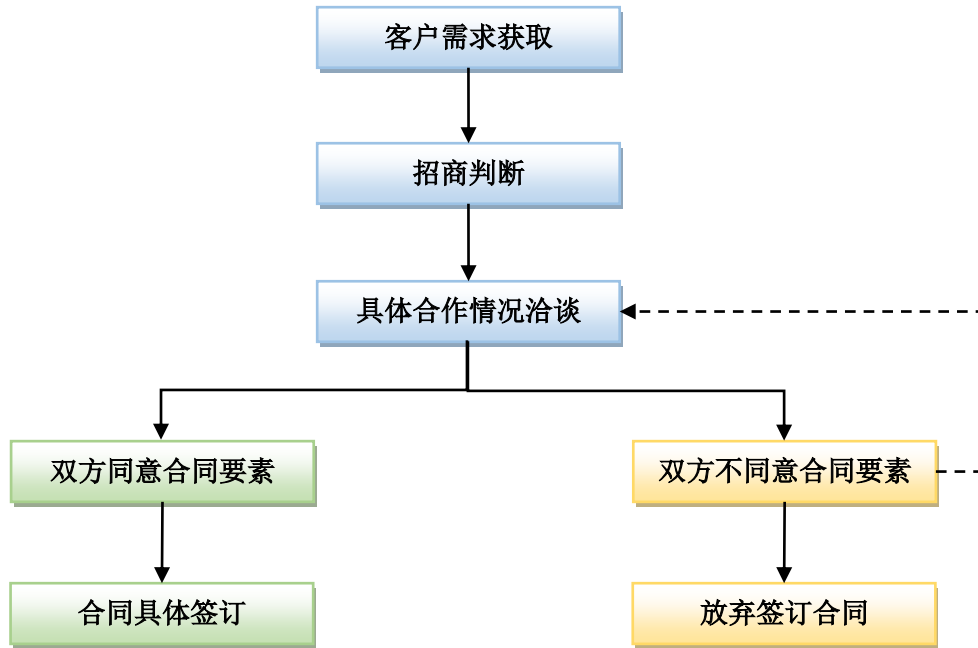 客户需求获取
招商判断
具体合作情况洽谈
双方同意合同要素
双方不同意合同要素
合同具体签订
放弃签订合同